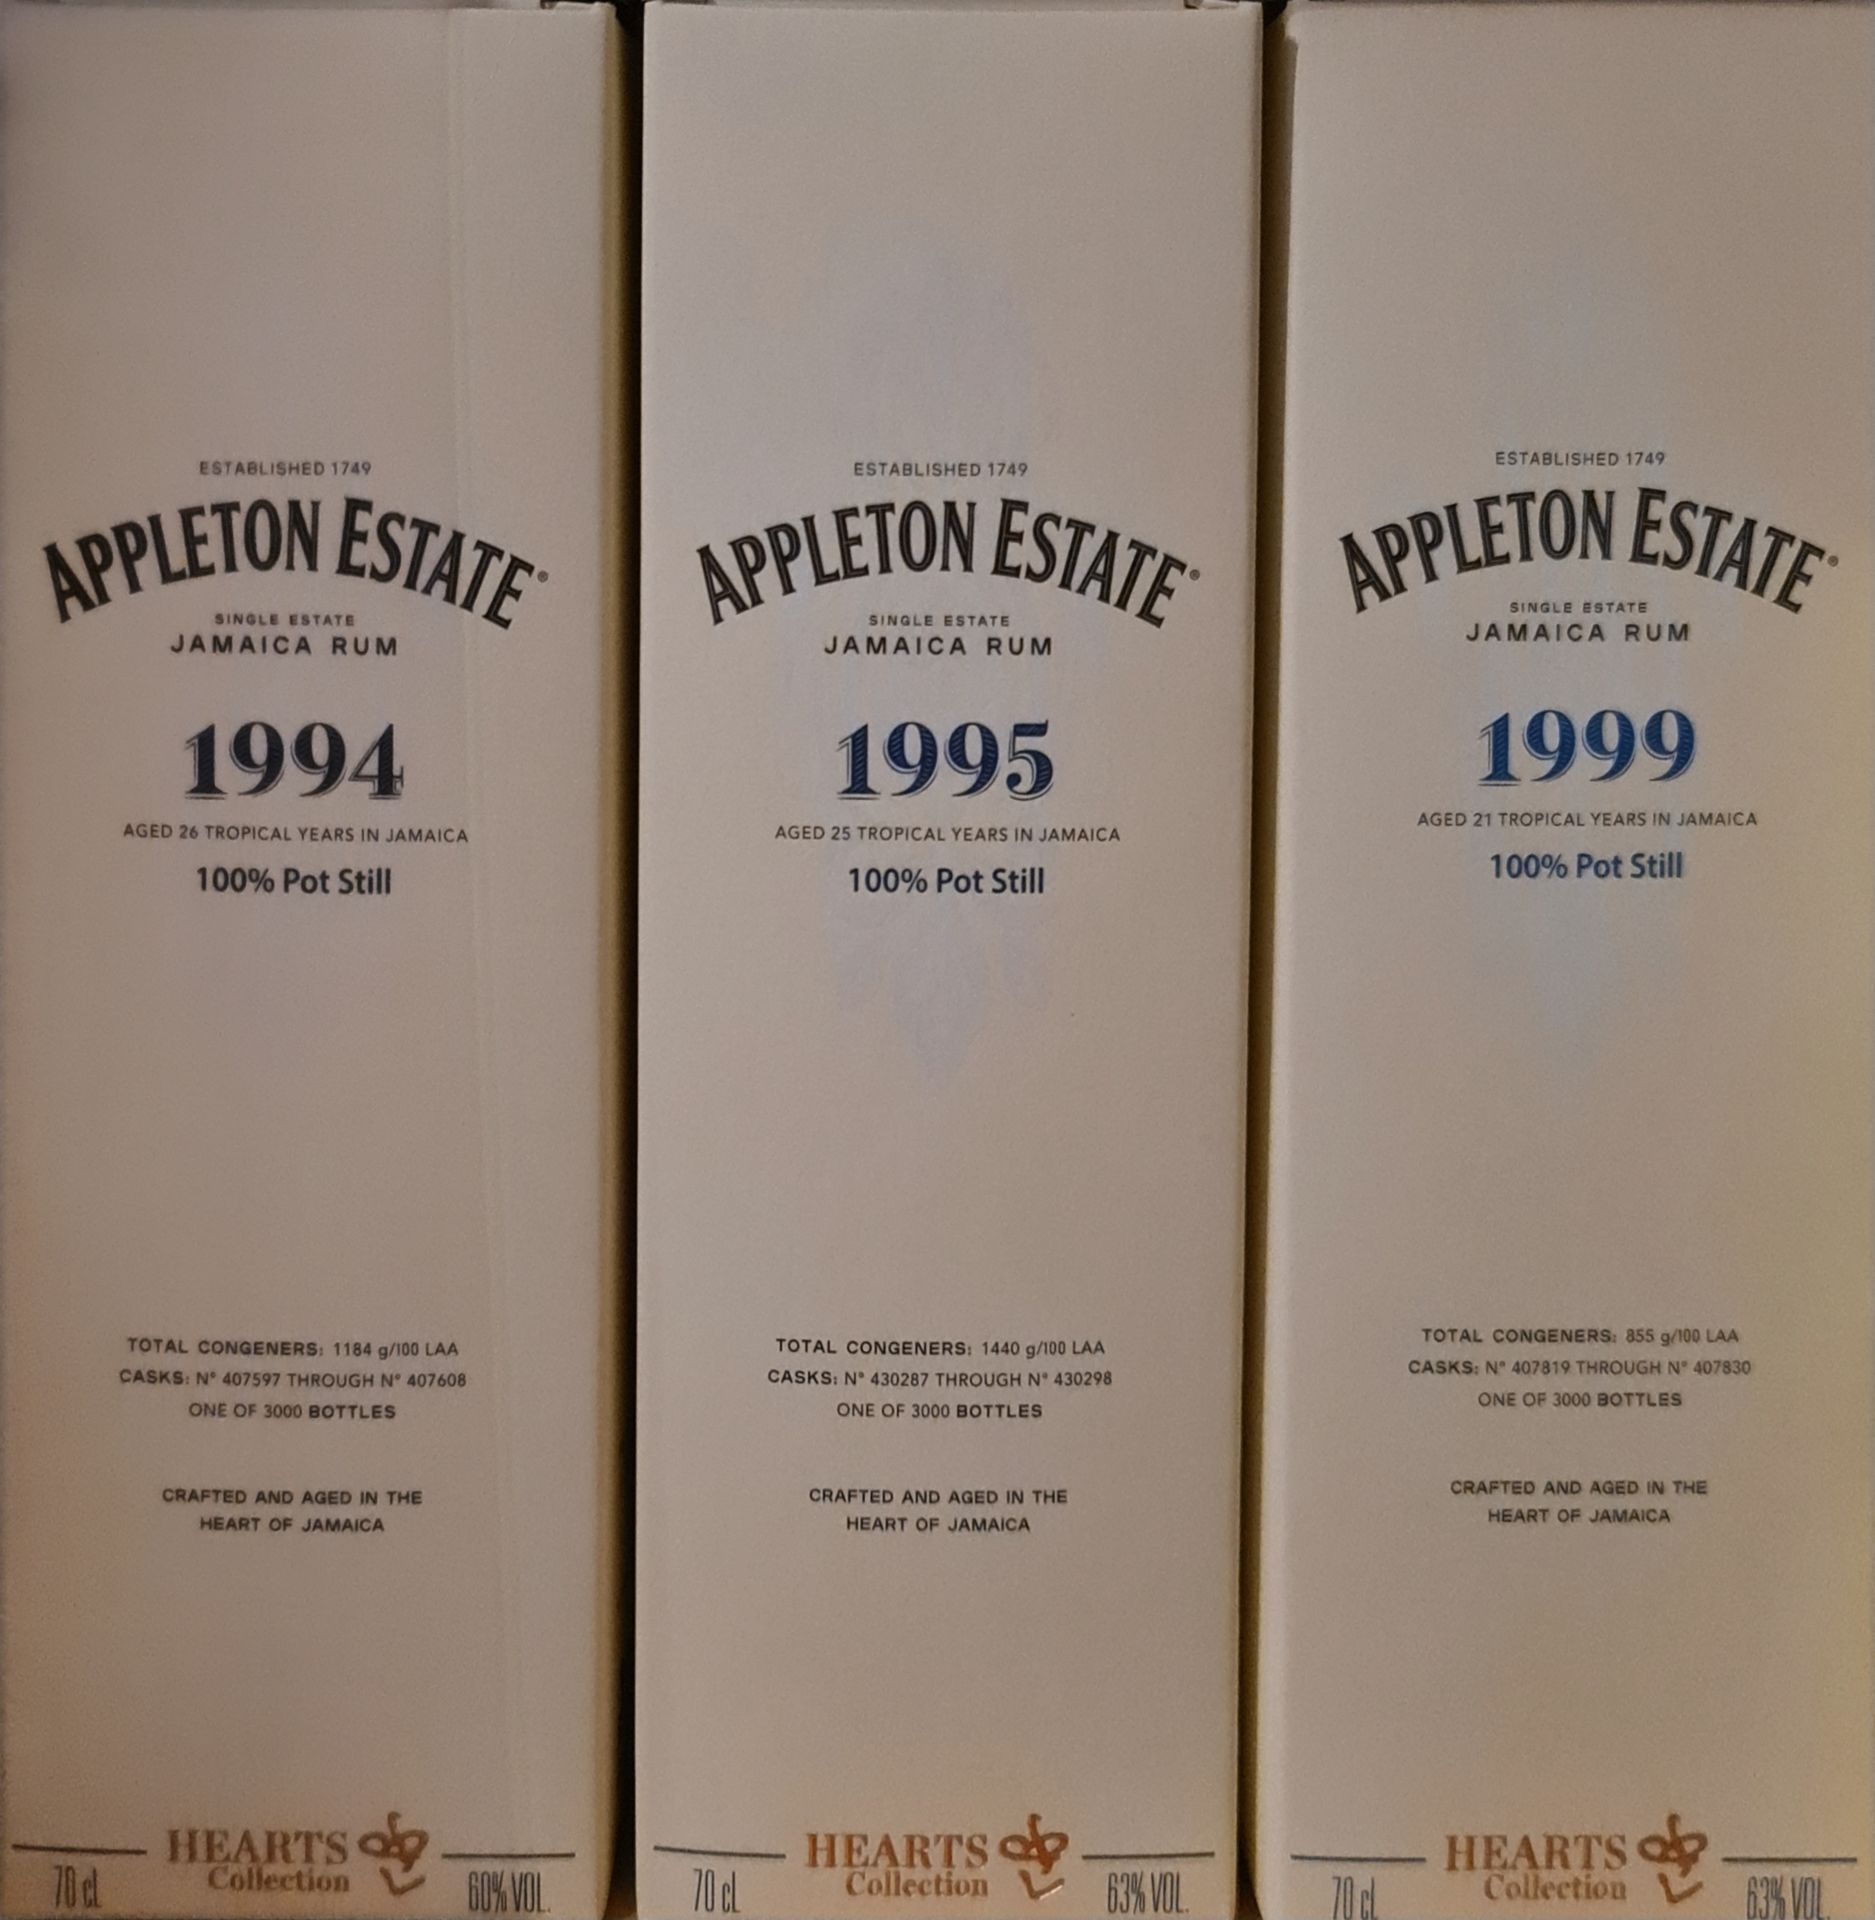 ESTABLISHED 1749
APPLETON ESTATE®
SINGLE ESTATE
JAMAICA RUM
1994
AGED 26 TROPICAL YEARS IN JAMAICA
100% Pot Still
TOTAL CONGENERS: 1184 g/100 LAA
CASKS: N° 407597 THROUGH N° 407608
ONE OF 3000 BOTTLES
CRAFTED AND AGED IN THE
HEART OF JAMAICA
HEARTS
Collection
70 cl
60% VOL.
ESTABLISHED 1749
APPLETON ESTATE®
SINGLE ESTATE
JAMAICA RUM
1995
AGED 25 TROPICAL YEARS IN JAMAICA
100% Pot Still
TOTAL CONGENERS: 1440 g/100 LAA
CASKS: N° 430287 THROUGH N° 430298
ONE OF 3000 BOTTLES
CRAFTED AND AGED IN THE
HEART OF JAMAICA
HEARTS
Collection
70 cl
63% VOL.
ESTABLISHED 1749
APPLETON ESTATE®
SINGLE ESTATE
JAMAICA RUM
1999
AGED 21 TROPICAL YEARS IN JAMAICA
100% Pot Still
TOTAL CONGENERS: 855 g/100 LAA
CASKS: N° 407819 THROUGH N° 407830
ONE OF 3000 BOTTLES
CRAFTED AND AGED IN THE
HEART OF JAMAICA
HEARTS
Collection
70 cl
63% VOL.